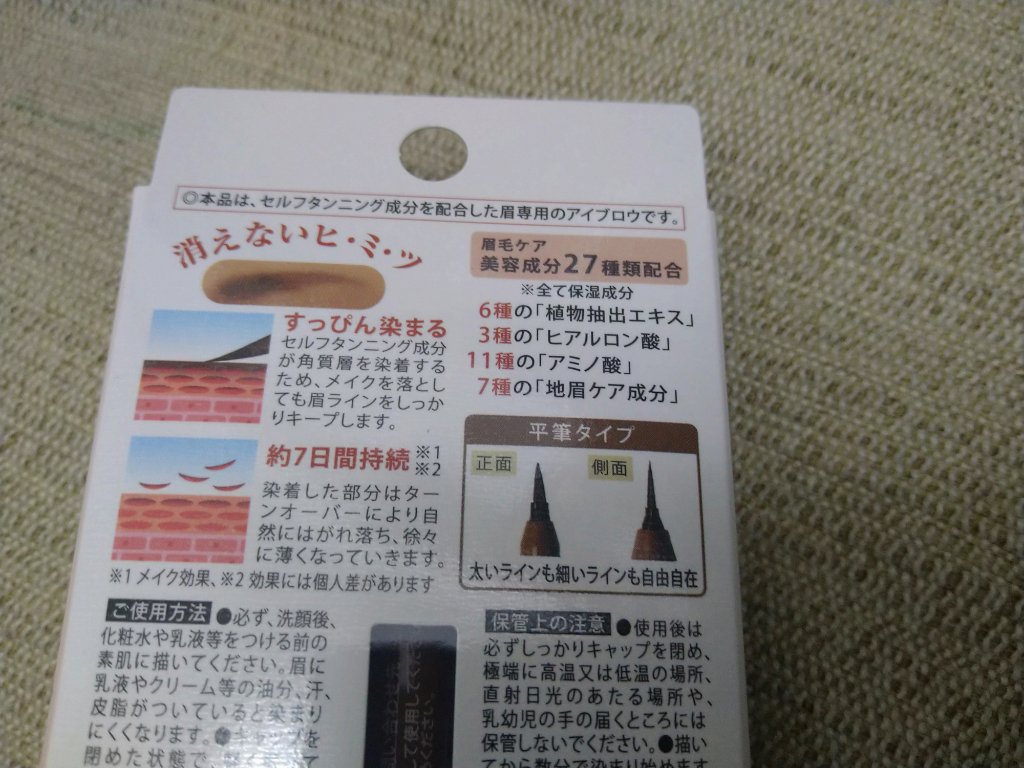 ◎本品は、セルフタンニング成分を配合した眉専用のアイブロウです。
消えないヒ・ミ・ツ
すっぴん染まる
セルフタンニング成分
が角質層を染着する
ため、メイクを落とし
ても眉ラインをしっか
りキープします。
約7日間持続 ※1
※2
染着した部分はター
ンオーバーにより自
然にはがれ落ち、徐々
に薄くなっていきます。
※1 メイク効果、※2 効果には個人差があります
眉毛ケア
美容成分27種類配合
※全て保湿成分
6種の「植物抽出エキス」
3種の「ヒアルロン酸」
11種の「アミノ酸」
7種の「地眉ケア成分」
平筆タイプ
正面
側面
太いラインも細いラインも自由自在
ご使用方法 ●必ず、洗顔後、
化粧水や乳液等をつける前の
素肌に描いてください。眉に
乳液やクリーム等の油分、汗、
皮脂がついていると染まり
にくくなります。●キャップを
閉めた状態で、
保管上の注意 ●使用後は
必ずしっかりキャップを閉め、
極端に高温又は低温の場所、
直射日光のあたる場所や、
乳幼児の手の届くところには
保管しないでください。●描い
てから数分で染まり始めます